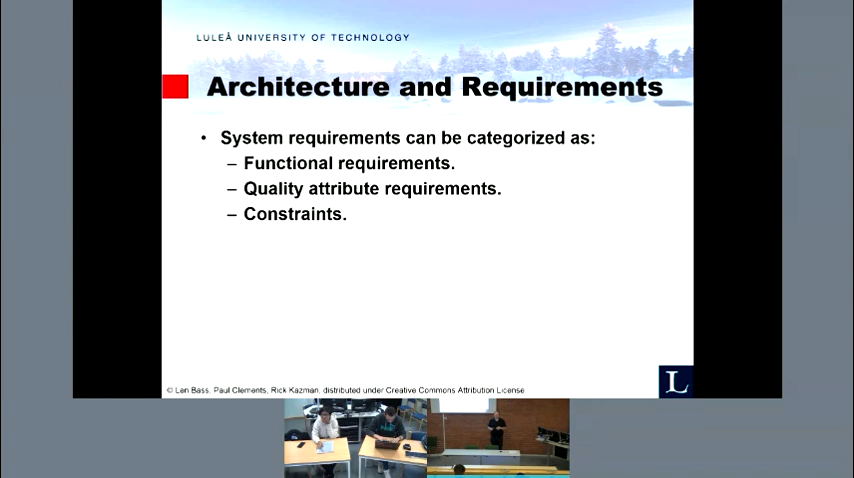 LULEÅ UNIVERSITY OF TECHNOLOGY
Architecture and Requirements
• System requirements can be categorized as:
– Functional requirements.
– Quality attribute requirements.
– Constraints.
© Len Bass, Paul Clements, Rick Kazman, distributed under Creative Commons Attribution License
L